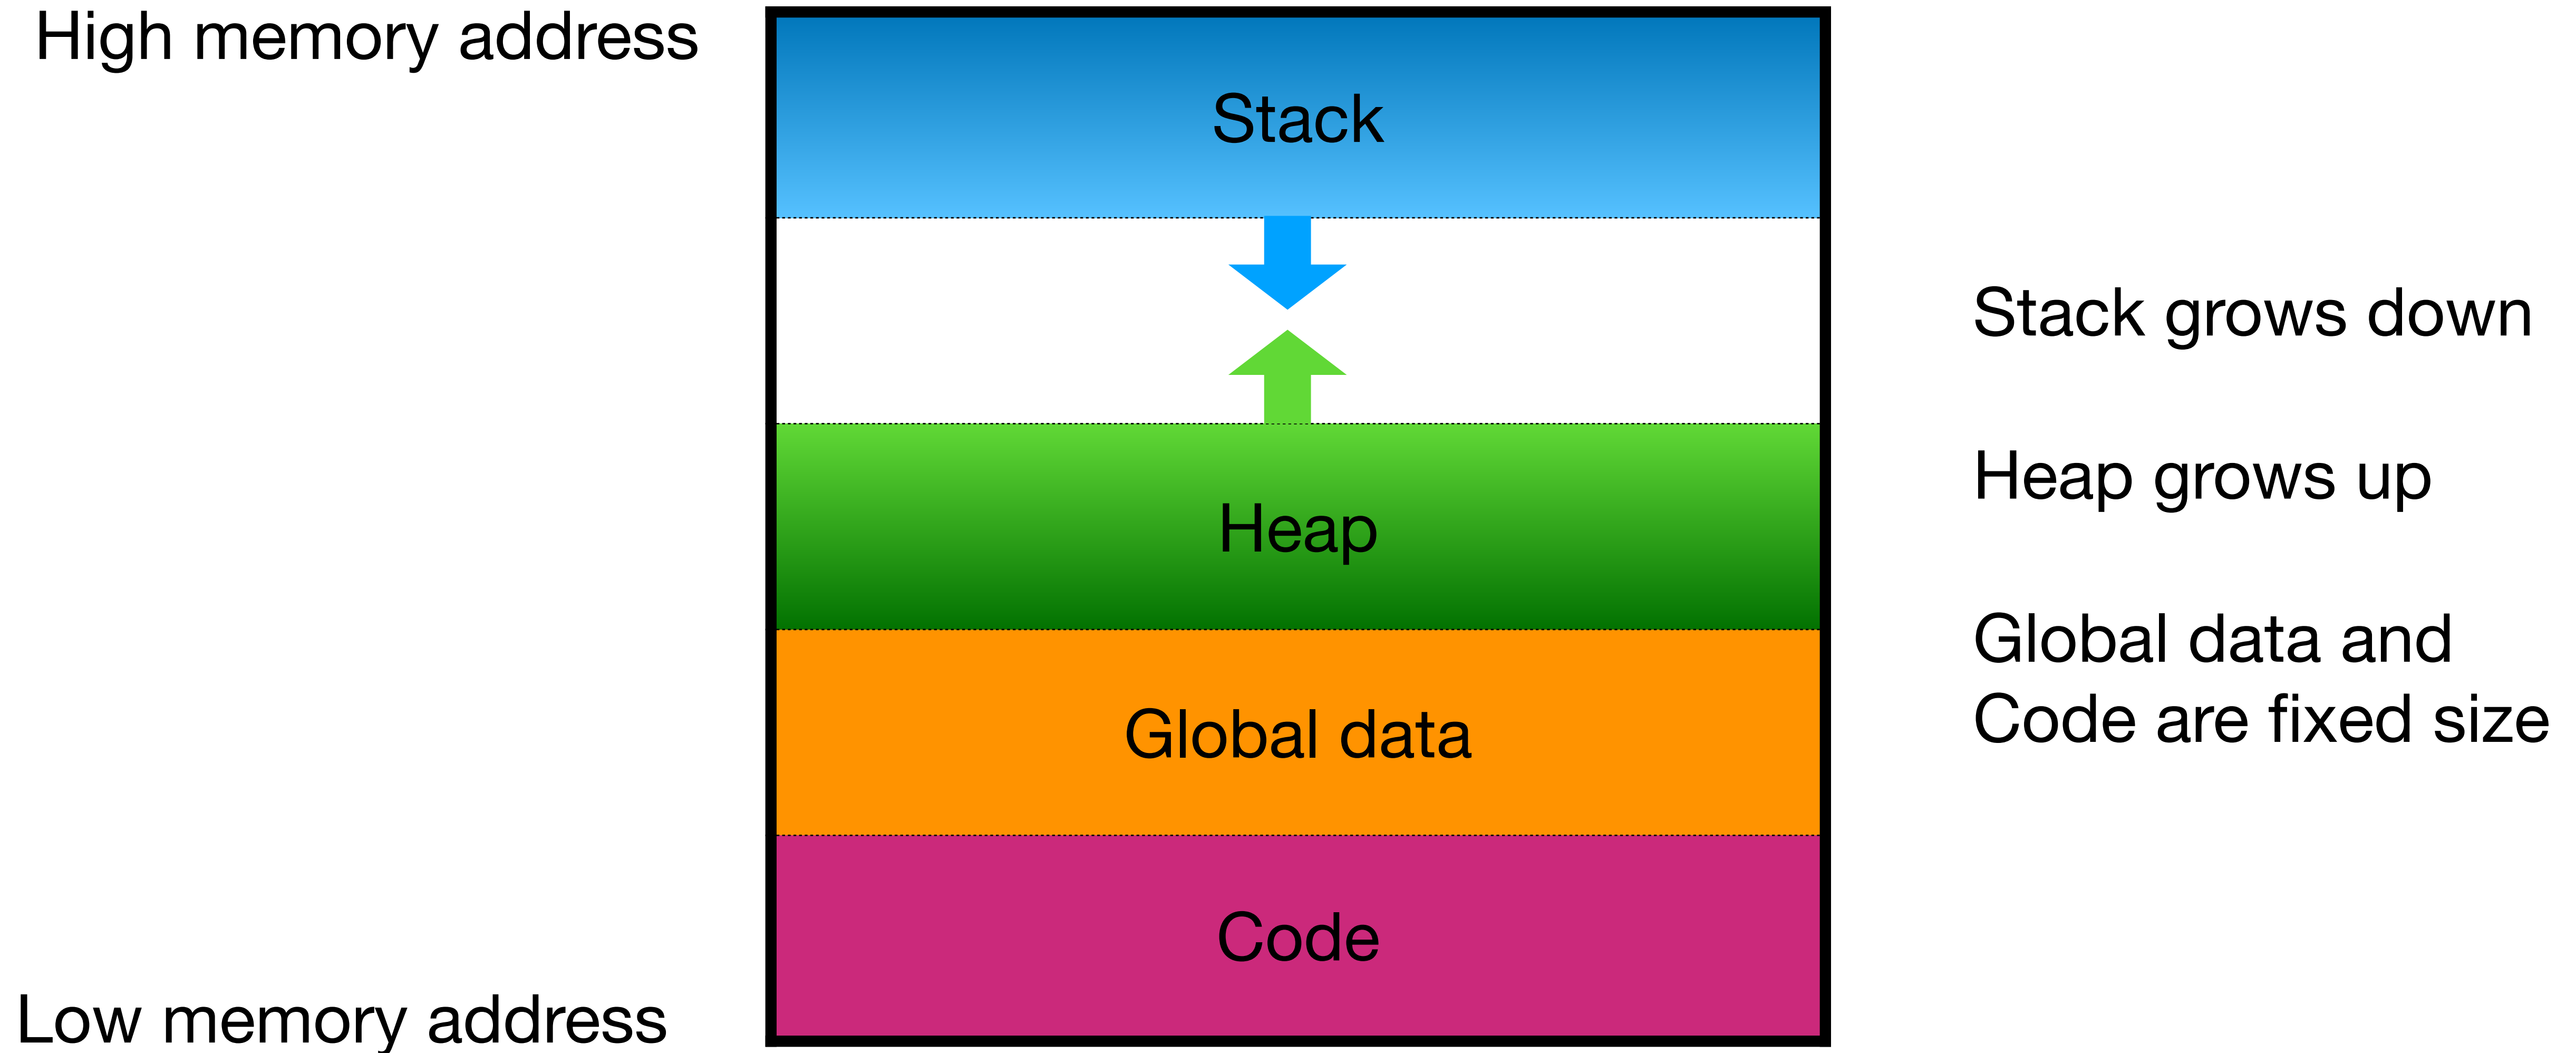 High memory address
Stack
Stack grows down
Heap grows up
Heap
Global data and
Code are fixed size
Global data
Code
Low memory address